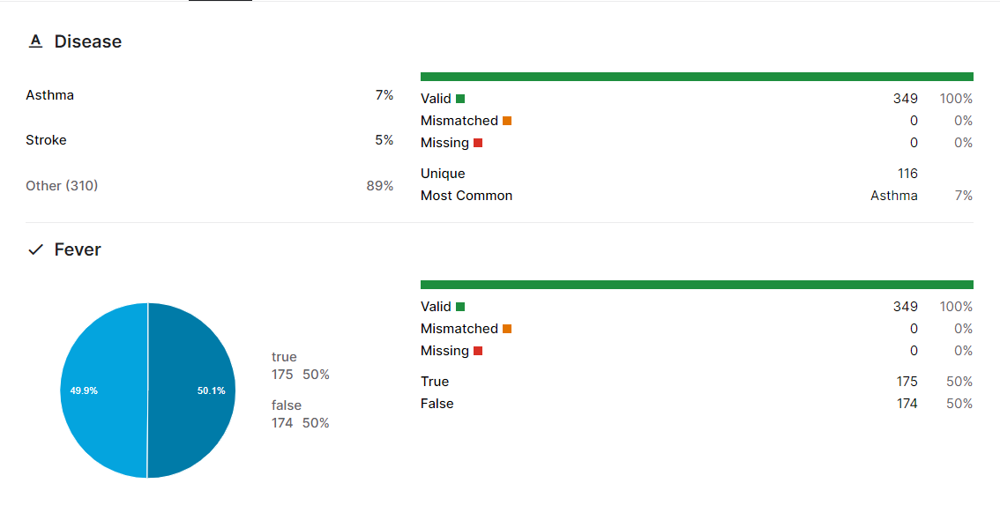 Disease
Asthma 7%
Stroke 5%
Other (310) 89%
Valid 349 100%
Mismatched 0 0%
Missing 0 0%
Unique 116
Most Common Asthma 7%
Fever
49.9% 50.1%
true
175 50%
false
174 50%
Valid 349 100%
Mismatched 0 0%
Missing 0 0%
True 175 50%
False 174 50%